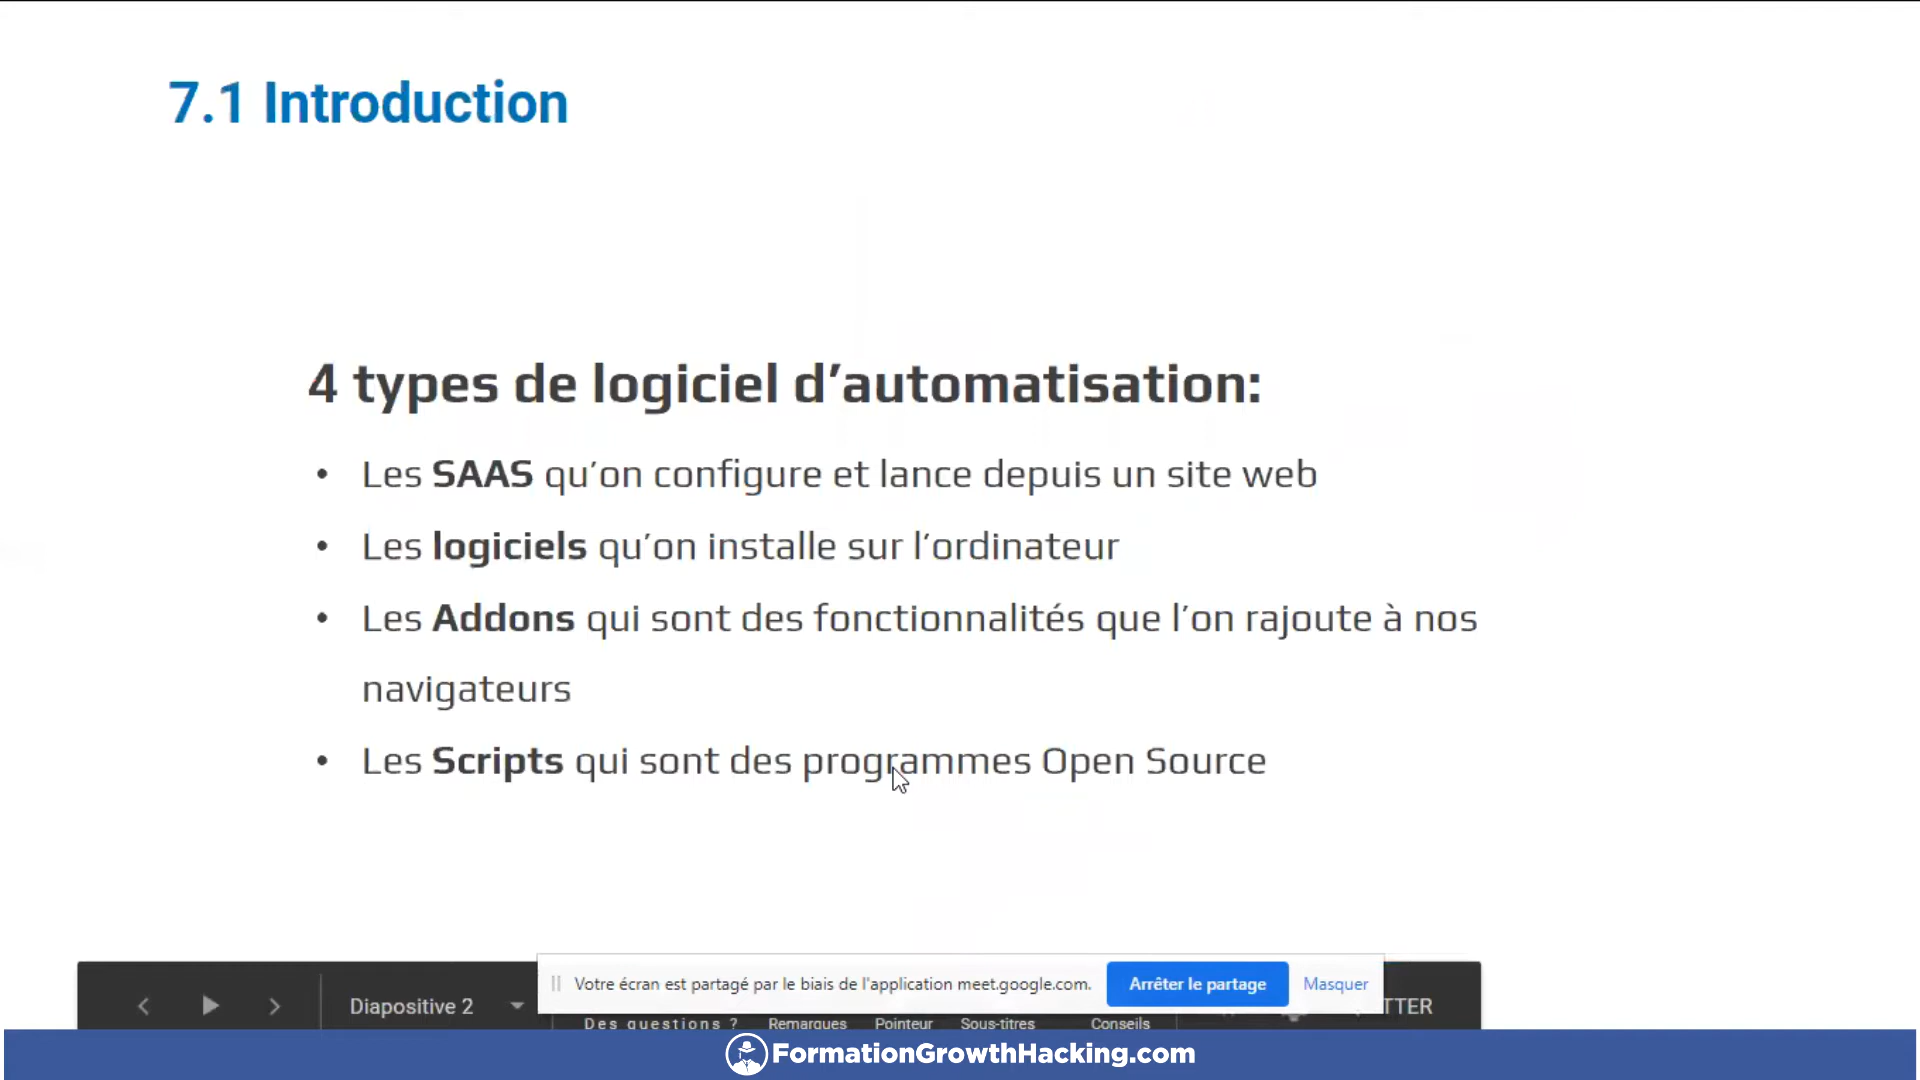 7.1 Introduction
4 types de logiciel d’automatisation:
• Les SAAS qu’on configure et lance depuis un site web
• Les logiciels qu’on installe sur l’ordinateur
• Les Addons qui sont des fonctionnalités que l’on rajoute à nos
navigateurs
• Les Scripts qui sont des programmes Open Source
Votre écran est partagé par le biais de l'application meet.google.com. Arrêter le partage Masquer
Diapositive 2 TTER
Des questions ? Remarques Pointeur Sous-titres Conseils
FormationGrowthHacking.com